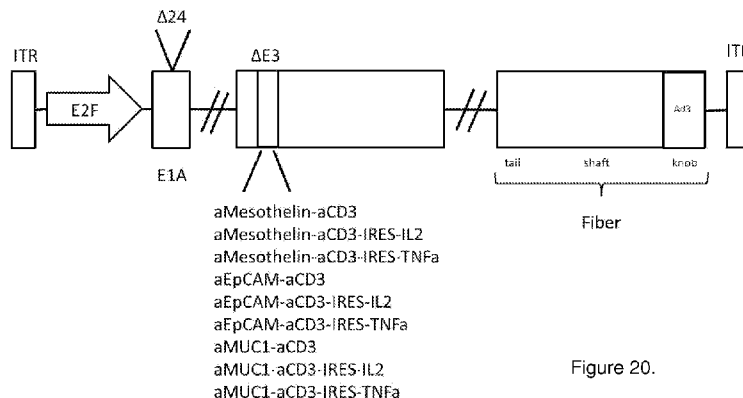 Δ24
ITR
ΔE3
E2F
Ad3
E1A
tail
shaft
knob
Fiber
aMesothelin-aCD3
aMesothelin-aCD3-IRES-IL2
aMesothelin-aCD3-IRES-TNFa
aEpCAM-aCD3
aEpCAM-aCD3-IRES-IL2
aEpCAM-aCD3-IRES-TNFa
aMUC1-aCD3
aMUC1-aCD3-IRES-IL2
aMUC1-aCD3-IRES-TNFa
Figure 20.